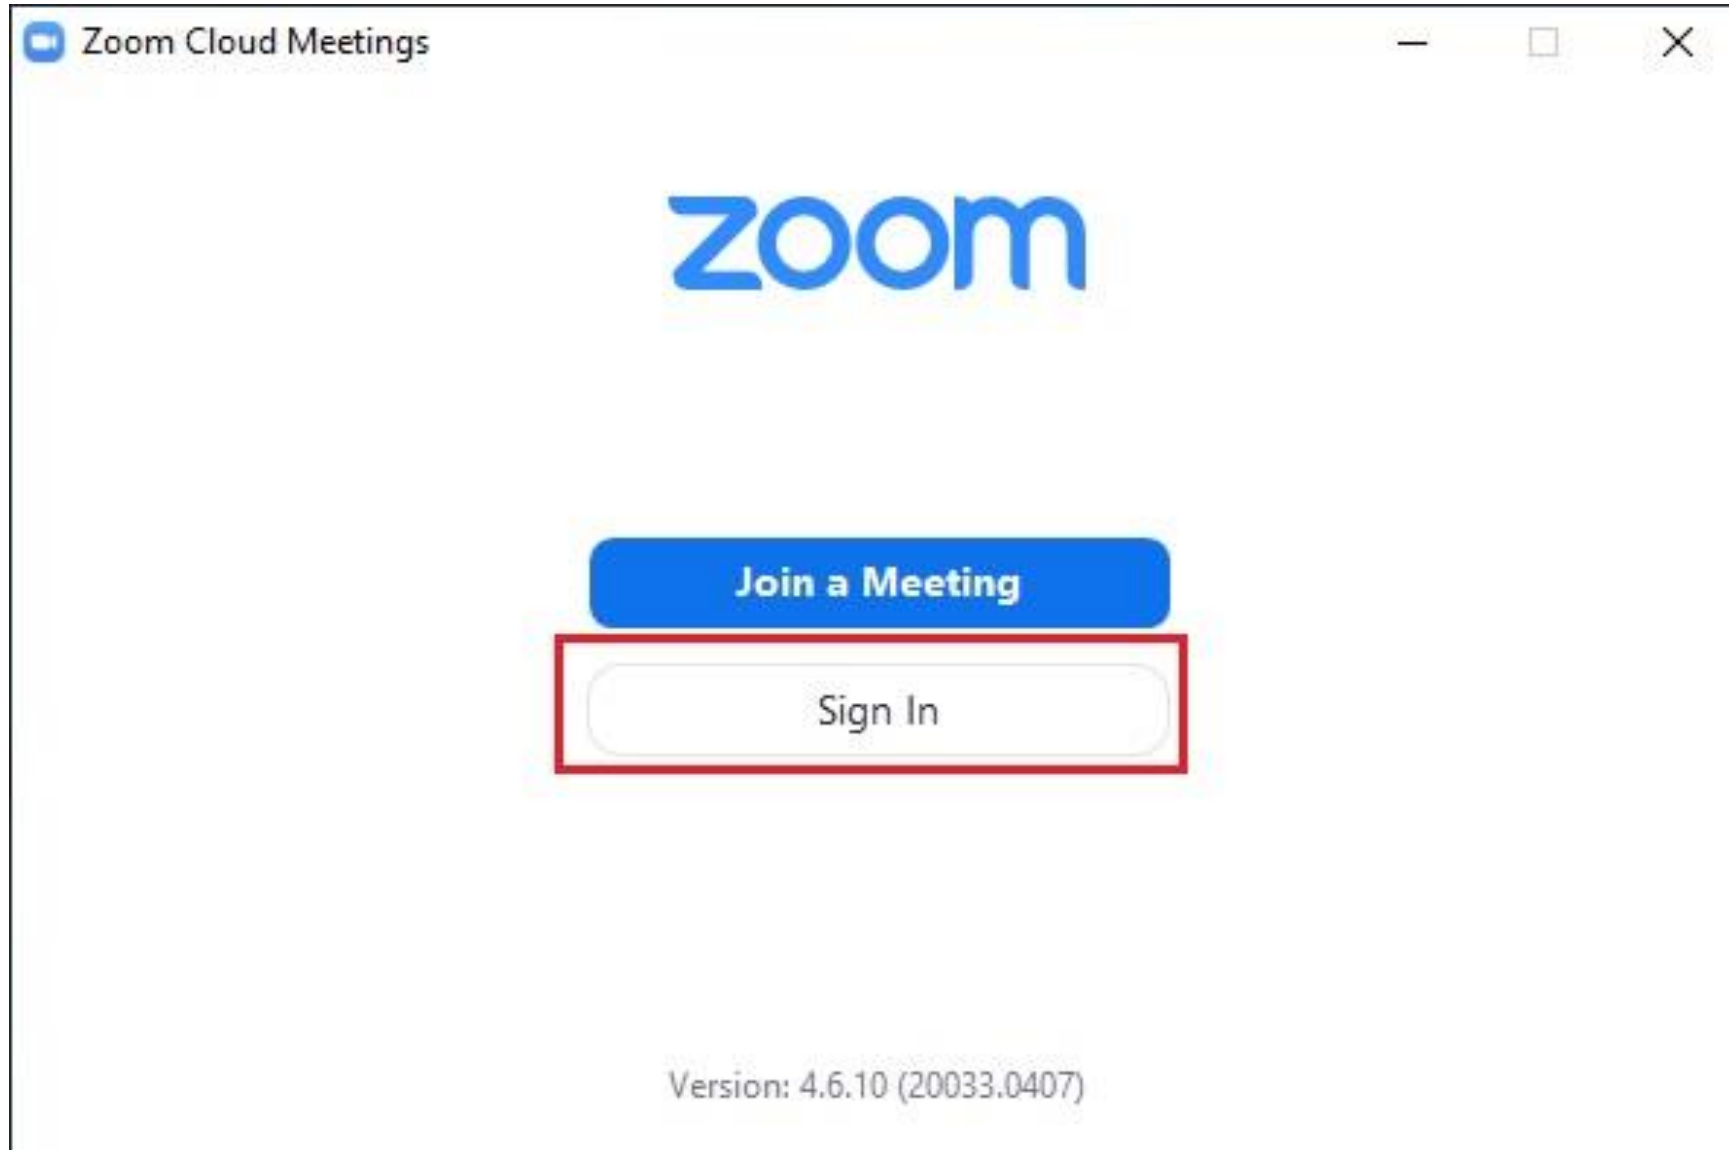 Zoom Cloud Meetings
zoom
Join a Meeting
Sign In
Version: 4.6.10 (20033.0407)